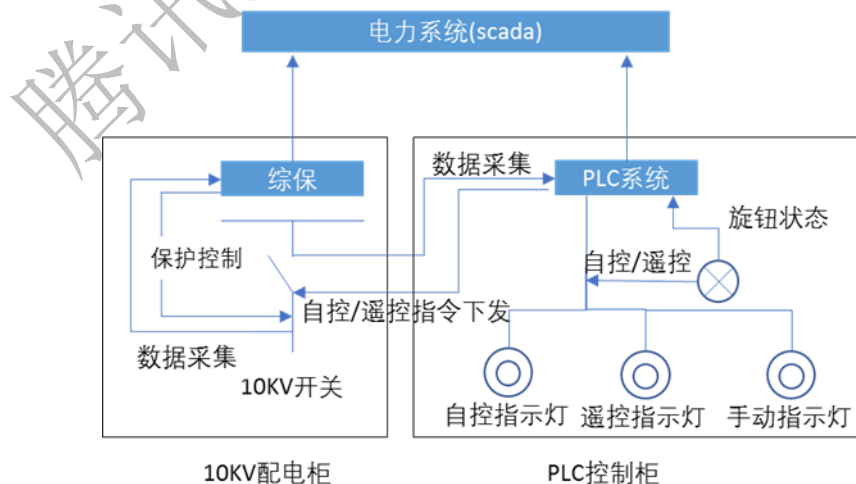 电力系统(scada)
腾讯
综保
数据采集
PLC系统
旋钮状态
保护控制
自控/遥控
自控/遥控指令下发
数据采集
10KV开关
自控指示灯
遥控指示灯
手动指示灯
10KV配电柜
PLC控制柜